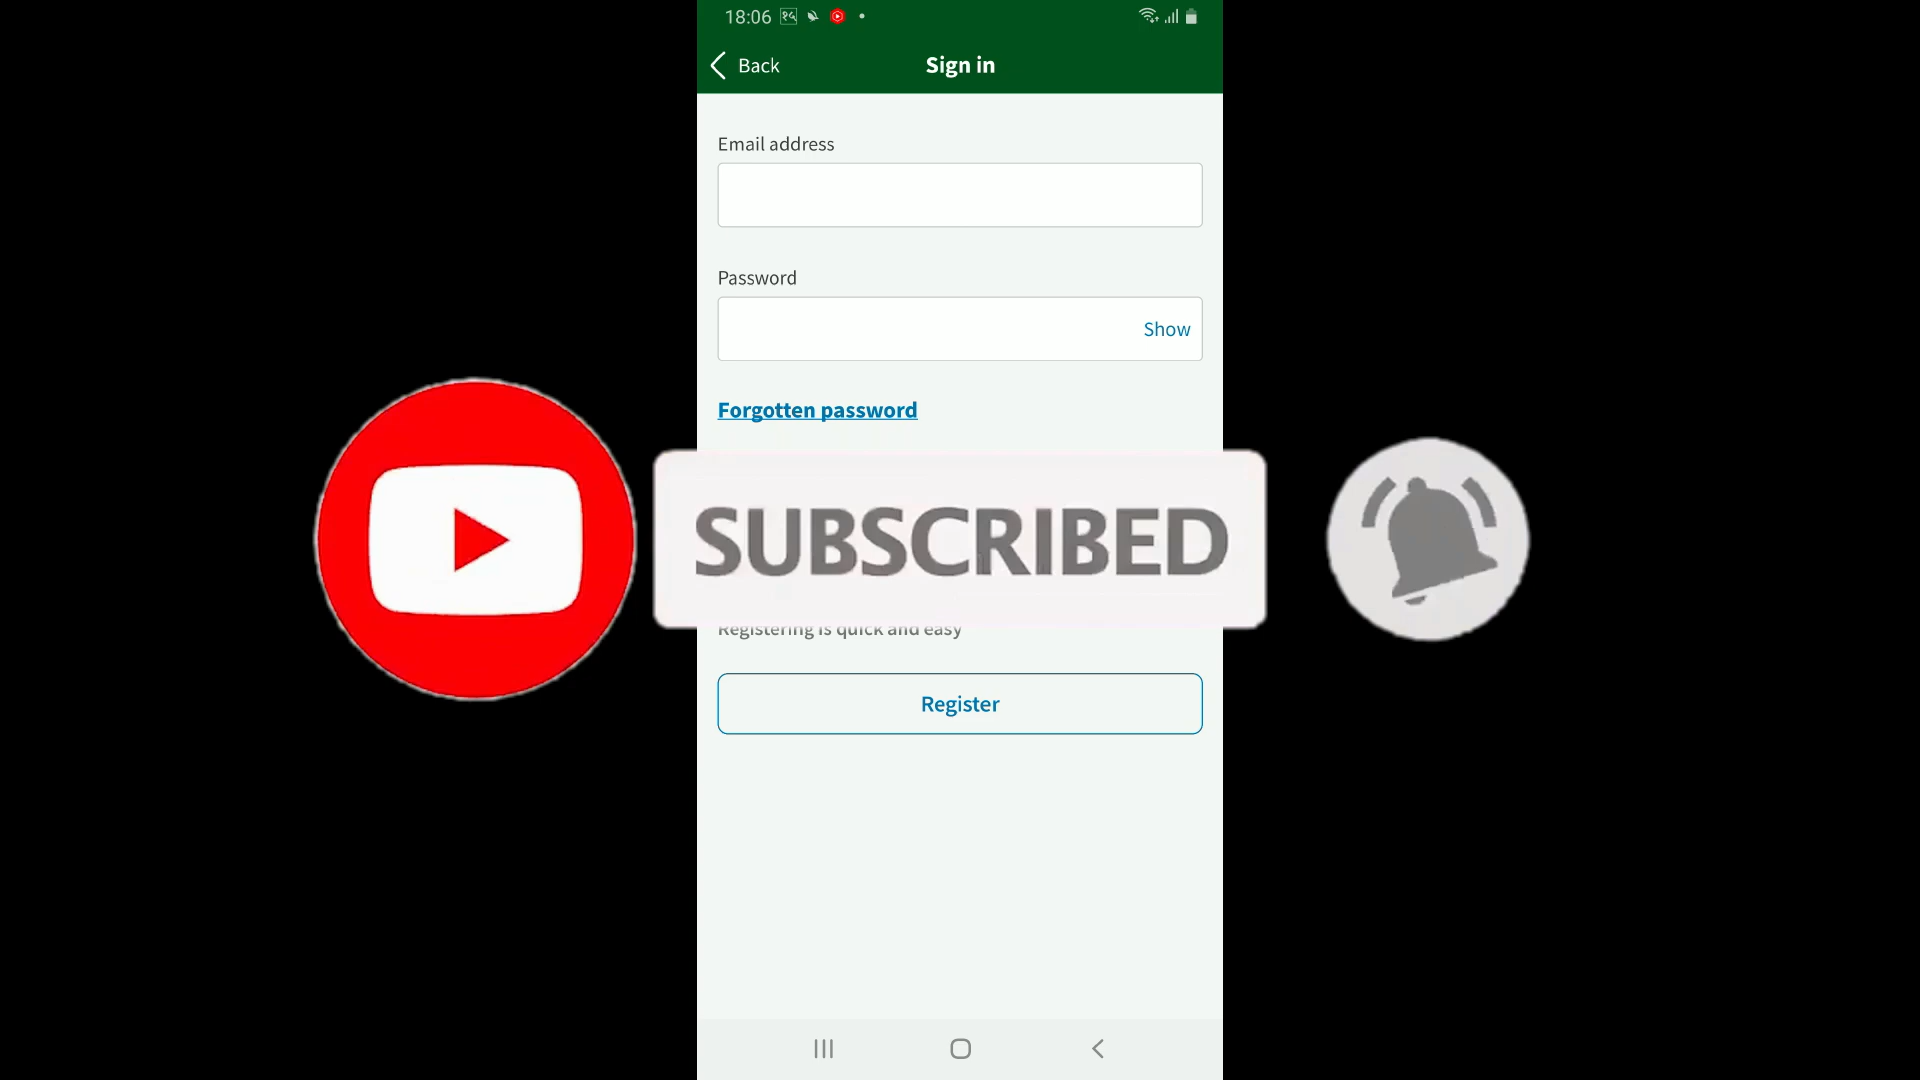 18:06
Back
Sign in
Email address
Password
Show
Forgotten password
SUBSCRIBED
Registering is quick and easy
Register